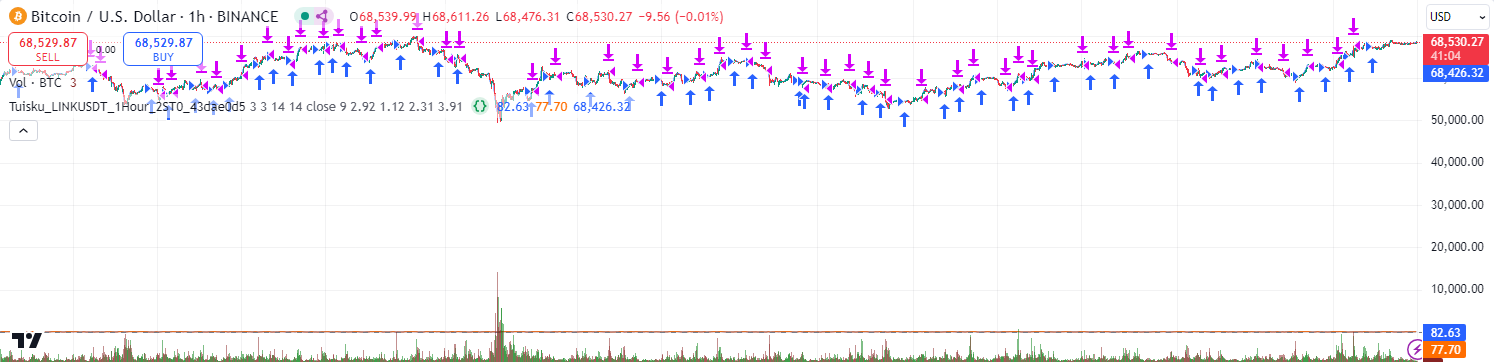 Bitcoin / U.S. Dollar · 1h · BINANCE O68,539.99 H68,611.26 L68,476.31 C68,530.27 −9.56 (−0.01%)
USD
68,529.87
SELL
0.00
68,529.87
BUY
68,530.27
41:04
68,426.32
Vol · BTC 3
Tuisku_LINKUSDT_1Hour_2ST0_43dae0d5 3 3 14 14 close 9 2.92 1.12 2.31 3.91 82.63 77.70 68,426.32
50,000.00
40,000.00
30,000.00
20,000.00
10,000.00
82.63
77.70